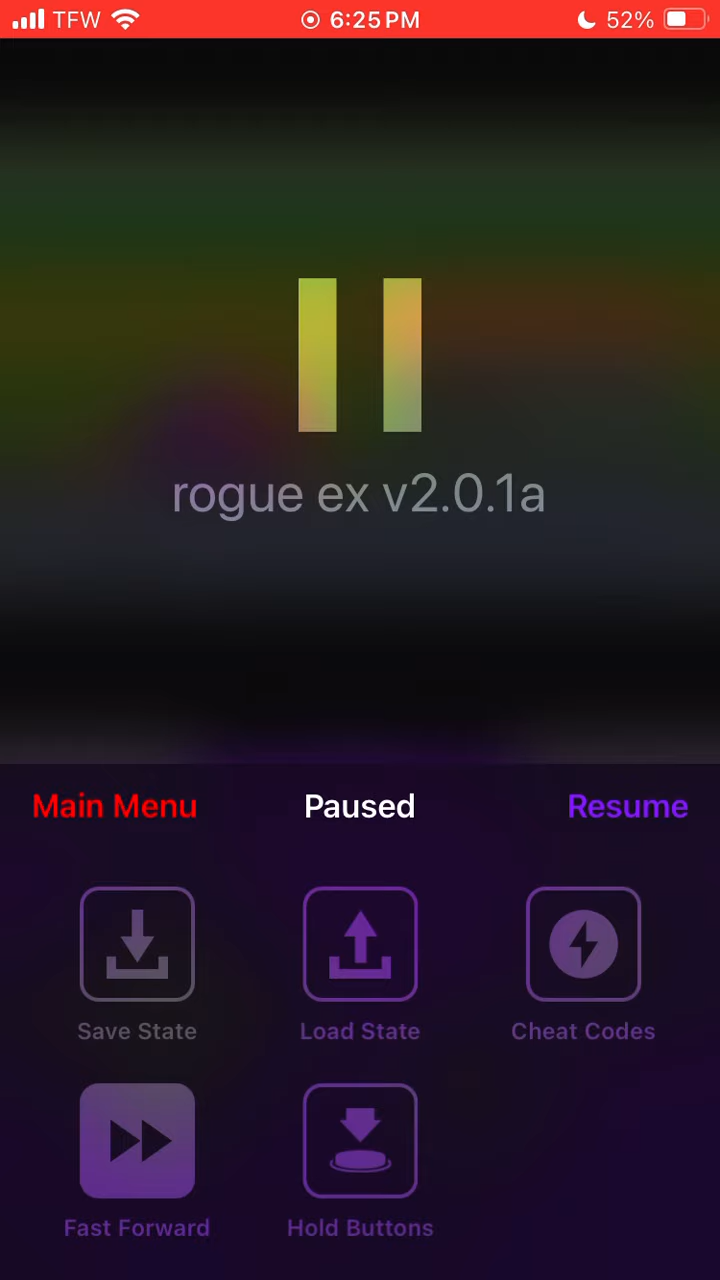 TFW 6:25 PM 52%
rogue ex v2.0.1a
Main Menu Paused Resume
Save State Load State Cheat Codes
Fast Forward Hold Buttons